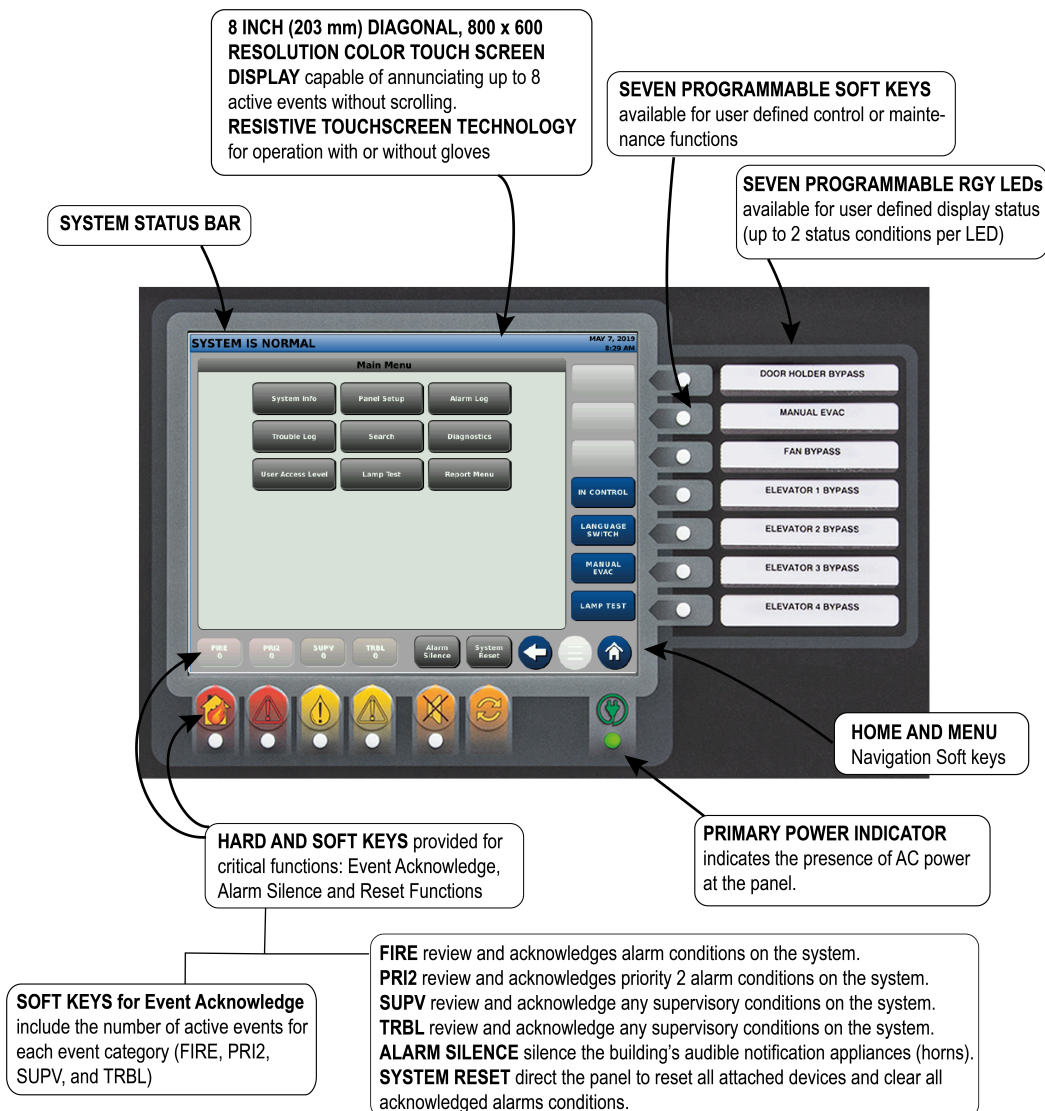 8 INCH (203 mm) DIAGONAL, 800 x 600
RESOLUTION COLOR TOUCH SCREEN
DISPLAY capable of annunciating up to 8
active events without scrolling.
RESISTIVE TOUCHSCREEN TECHNOLOGY
for operation with or without gloves
SEVEN PROGRAMMABLE SOFT KEYS
available for user defined control or mainte-
nance functions
SEVEN PROGRAMMABLE RGY LEDs
available for user defined display status
(up to 2 status conditions per LED)
SYSTEM STATUS BAR
SYSTEM IS NORMAL
MAY 7, 2019
8:29 AM
Main Menu
System Info
Panel Setup
Alarm Log
Trouble Log
Search
Diagnostics
User Access Level
Lamp Test
Report Menu
IN CONTROL
LANGUAGE
SWITCH
MANUAL
EVAC
LAMP TEST
DOOR HOLDER BYPASS
MANUAL EVAC
FAN BYPASS
ELEVATOR 1 BYPASS
ELEVATOR 2 BYPASS
ELEVATOR 3 BYPASS
ELEVATOR 4 BYPASS
FIRE
0
PRI2
0
SUPV
0
TRBL
0
Alarm
Silence
System
Reset
HOME AND MENU
Navigation Soft keys
HARD AND SOFT KEYS provided for
critical functions: Event Acknowledge,
Alarm Silence and Reset Functions
PRIMARY POWER INDICATOR
indicates the presence of AC power
at the panel.
SOFT KEYS for Event Acknowledge
include the number of active events for
each event category (FIRE, PRI2,
SUPV, and TRBL)
FIRE review and acknowledges alarm conditions on the system.
PRI2 review and acknowledges priority 2 alarm conditions on the system.
SUPV review and acknowledge any supervisory conditions on the system.
TRBL review and acknowledge any supervisory conditions on the system.
ALARM SILENCE silence the building's audible notification appliances (horns).
SYSTEM RESET direct the panel to reset all attached devices and clear all
acknowledged alarms conditions.